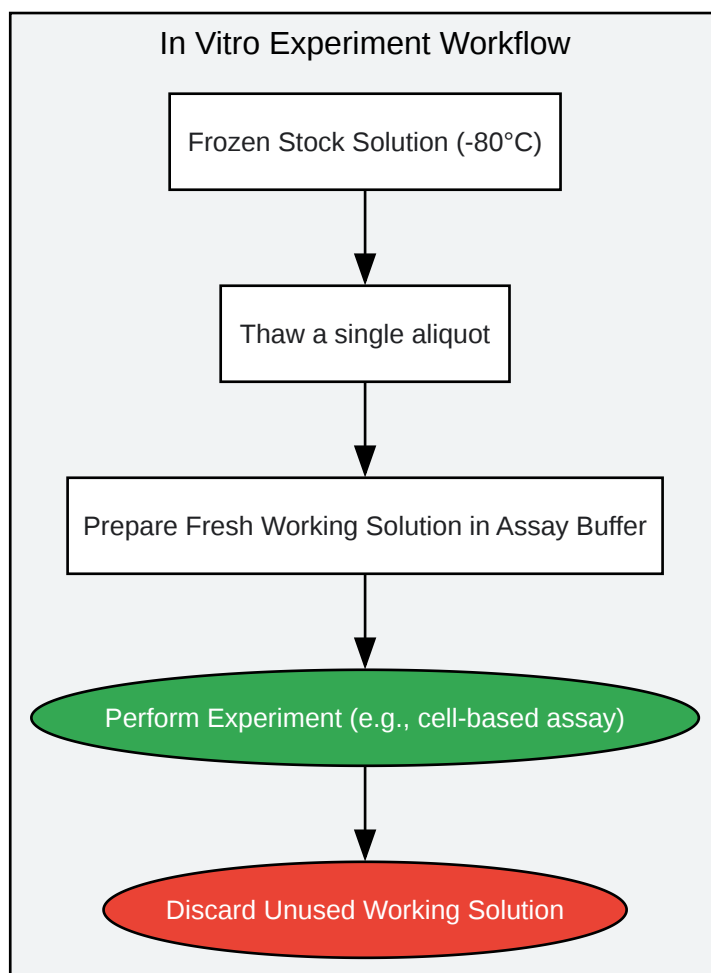 In Vitro Experiment Workflow
Frozen Stock Solution (-80°C)
Thaw a single aliquot
Prepare Fresh Working Solution in Assay Buffer
Perform Experiment (e.g., cell-based assay)
Discard Unused Working Solution